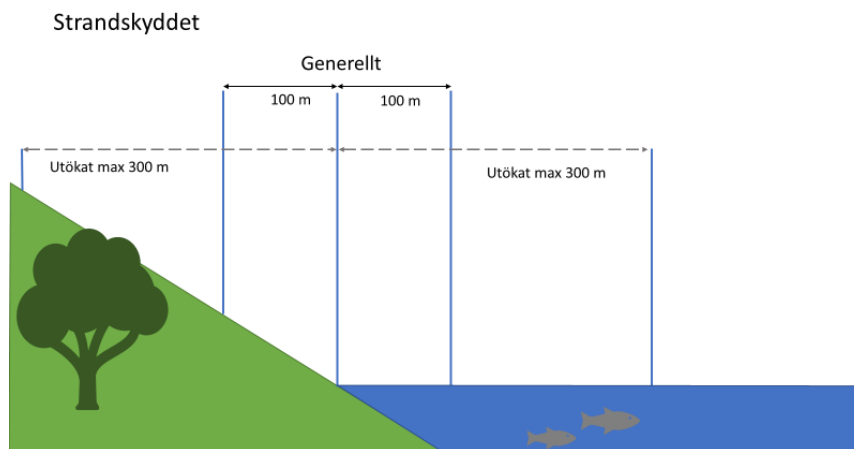 Strandskyddet
Generellt
100 m
100 m
Utökat max 300 m
Utökat max 300 m